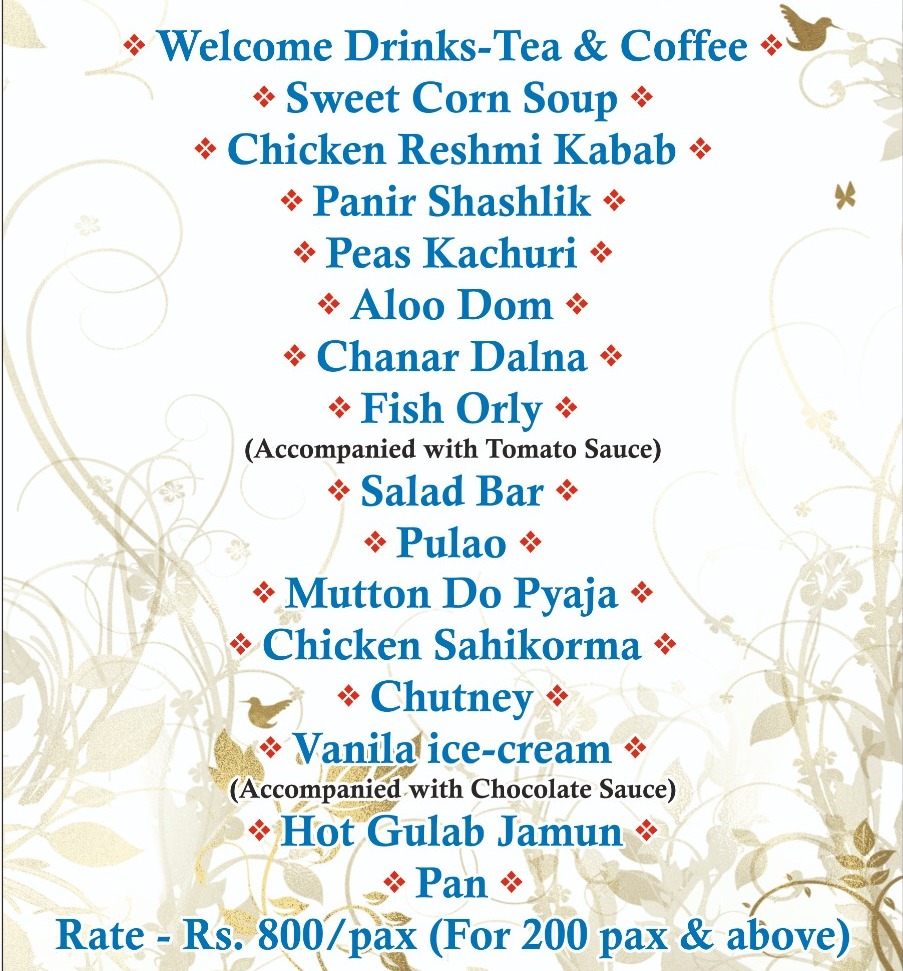 ❖ Welcome Drinks-Tea & Coffee ❖
❖ Sweet Corn Soup ❖
❖ Chicken Reshmi Kabab ❖
❖ Panir Shashlik ❖
❖ Peas Kachuri ❖
❖ Aloo Dom ❖
❖ Chanar Dalna ❖
❖ Fish Orly ❖
(Accompanied with Tomato Sauce)
❖ Salad Bar ❖
❖ Pulao ❖
❖ Mutton Do Pyaja ❖
❖ Chicken Sahikorma ❖
❖ Chutney ❖
❖ Vanila ice-cream ❖
(Accompanied with Chocolate Sauce)
❖ Hot Gulab Jamun ❖
❖ Pan ❖
Rate - Rs. 800/pax (For 200 pax & above)